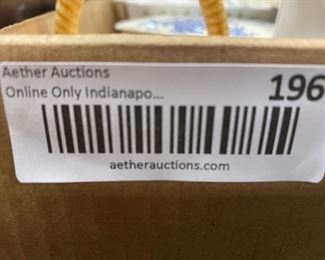 Aether Auctions
196
Online Only Indianapo...
aetherauctions.com